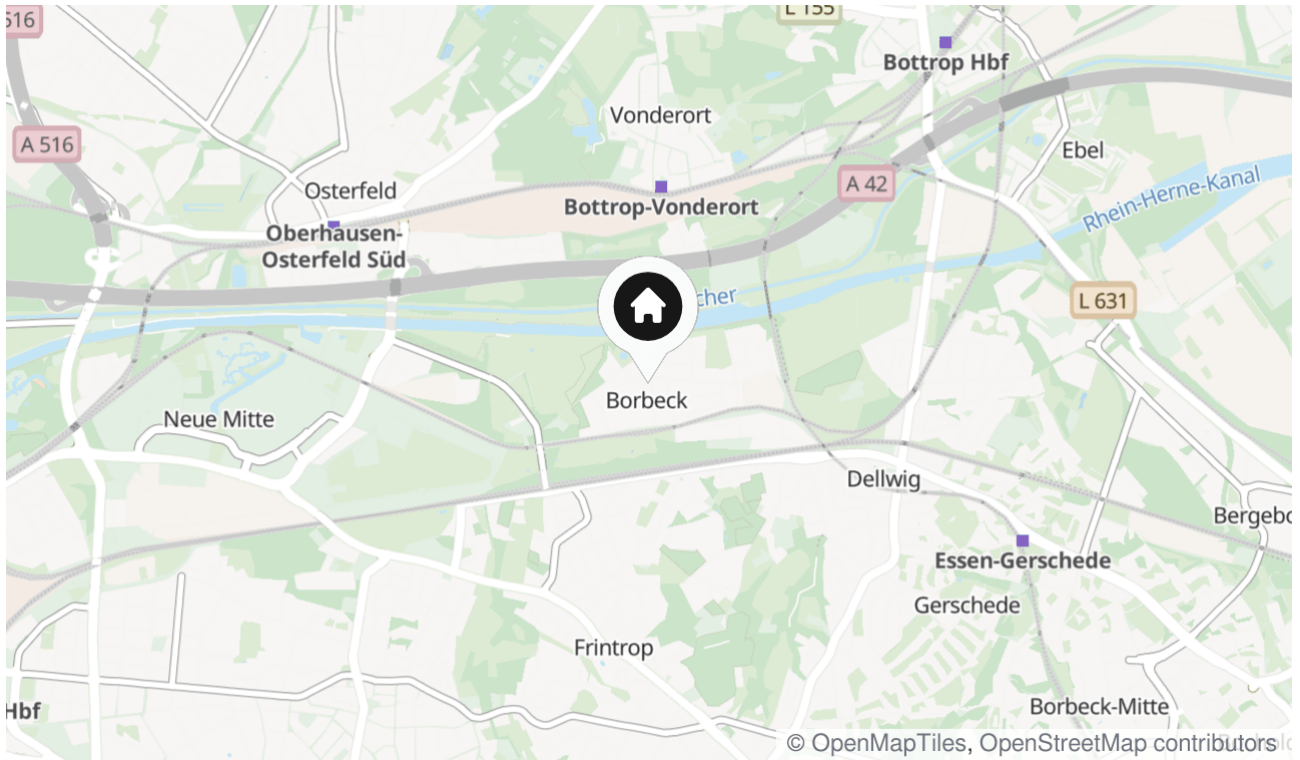 516
L 155
Bottrop Hbf
Vonderort
A 516
Ebel
Osterfeld
A 42
Rhein-Herne-Kanal
Bottrop-Vonderort
Oberhausen-
Osterfeld Süd
cher
L 631
Borbeck
Neue Mitte
Dellwig
Bergebo
Essen-Gerschede
Gerschede
Frintrop
Hbf
Borbeck-Mitte
© OpenMapTiles, OpenStreetMap contributors